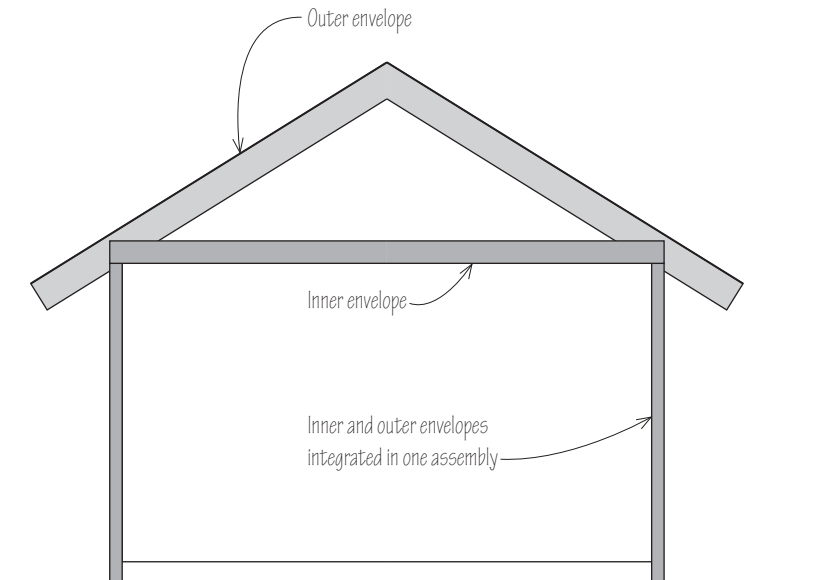 Outer envelope
Inner envelope
Inner and outer envelopes
integrated in one assembly